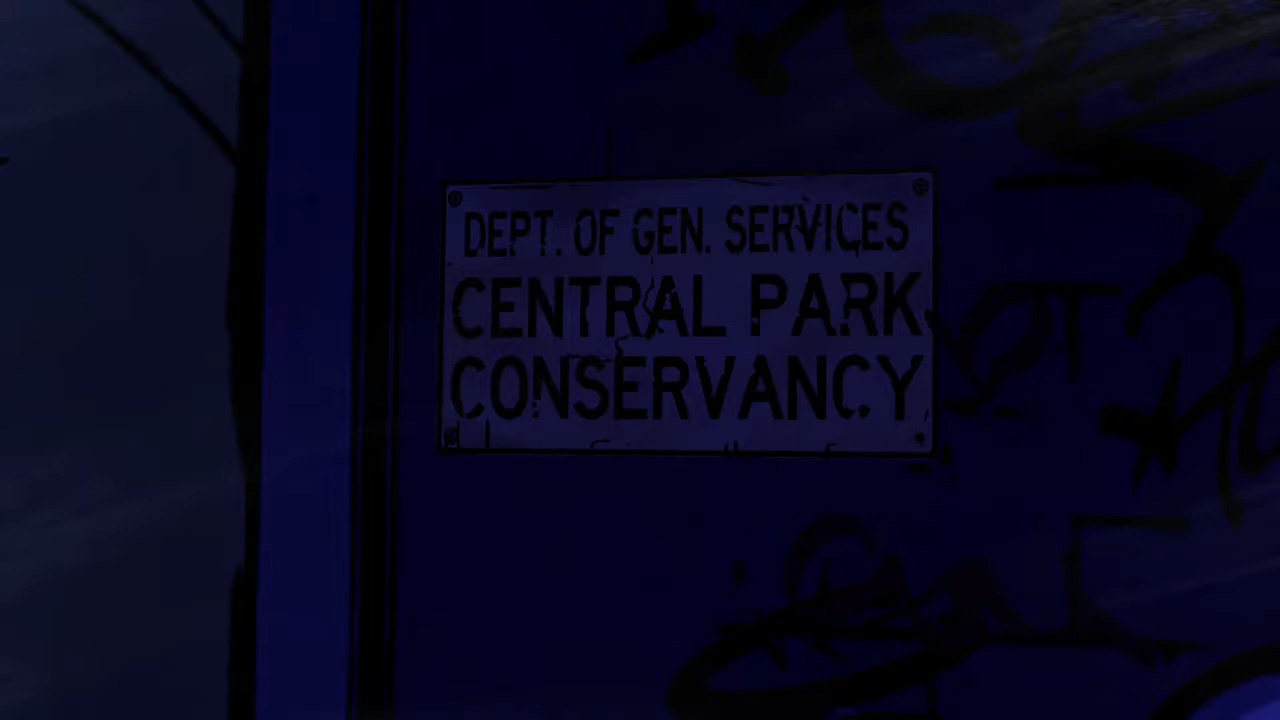 DEPT. OF GEN. SERVICES
CENTRAL PARK
CONSERVANCY